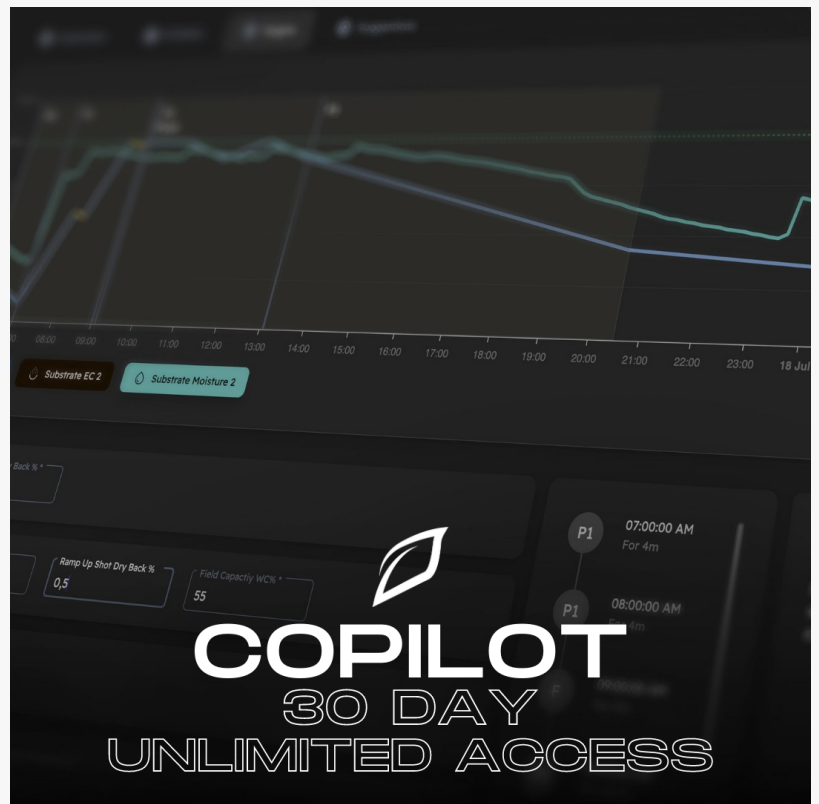 08:00
09:00
10:00
11:00
12:00
13:00
14:00
15:00
16:00
17:00
18:00
19:00
20:00
21:00
22:00
23:00
18 Jul
Substrate EC 2
Substrate Moisture 2
Back % *
Ramp Up Shot Dry Back %
0,5
Field Capactiy WC% *
55
P1
07:00:00 AM
For 4m
P1
08:00:00 AM
4m
COPILOT
30 DAY
UNLIMITED ACCESS